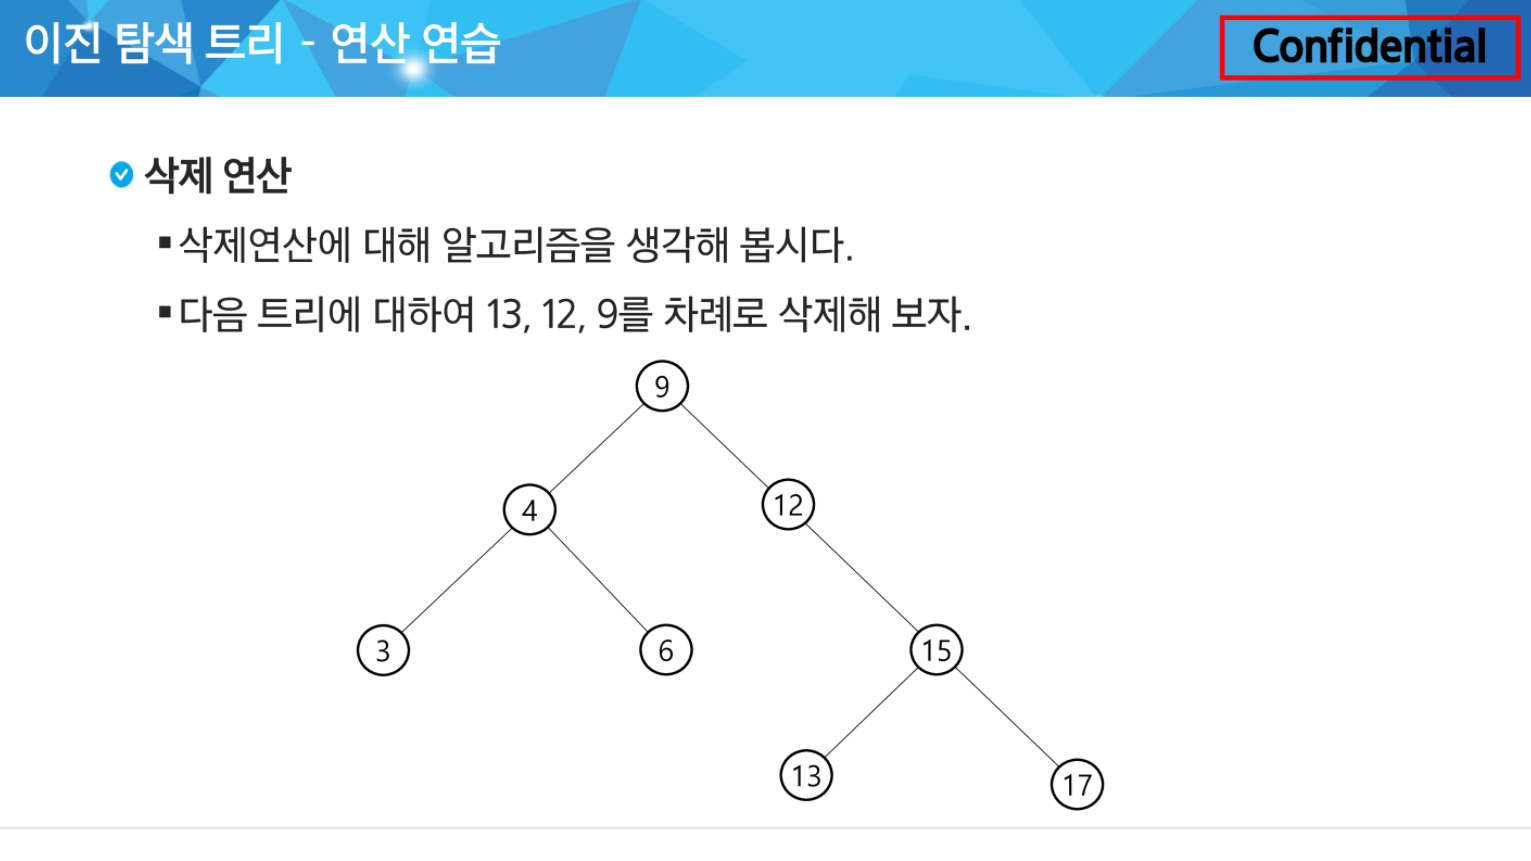 이진 탐색 트리 - 연산 연습
Confidential
삭제 연산
삭제연산에 대해 알고리즘을 생각해 봅시다.
다음 트리에 대하여 13, 12, 9를 차례로 삭제해 보자.
9
4
12
3
6
15
13
17